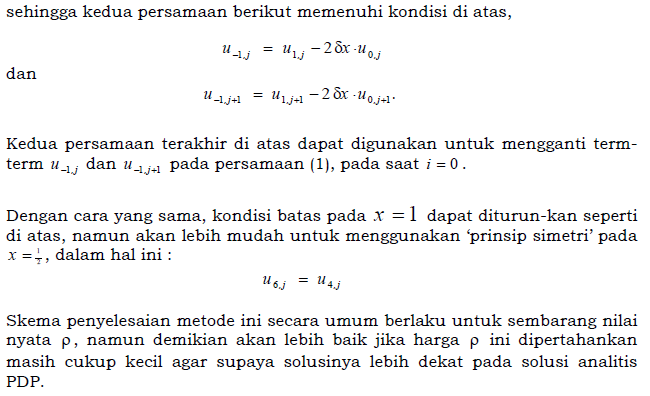 sehingga kedua persamaan berikut memenuhi kondisi di atas,
u₋₁,ⱼ = u₁,ⱼ − 2 δx · u₀,ⱼ
dan
u₋₁,ⱼ₊₁ = u₁,ⱼ₊₁ − 2 δx · u₀,ⱼ₊₁.
Kedua persamaan terakhir di atas dapat digunakan untuk mengganti term-
term u₋₁,ⱼ dan u₋₁,ⱼ₊₁ pada persamaan (1), pada saat i = 0 .
Dengan cara yang sama, kondisi batas pada x = 1 dapat diturun-kan seperti
di atas, namun akan lebih mudah untuk menggunakan ‘prinsip simetri’ pada
x = ½, dalam hal ini :
u₆,ⱼ = u₄,ⱼ
Skema penyelesaian metode ini secara umum berlaku untuk sembarang nilai
nyata ρ, namun demikian akan lebih baik jika harga ρ ini dipertahankan
masih cukup kecil agar supaya solusinya lebih dekat pada solusi analitis
PDP.